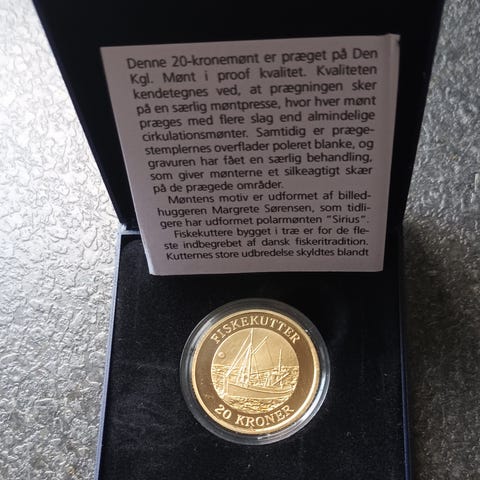 Denne 20-kronemønt er præget på Den
Kgl. Mønt i proof kvalitet. Kvaliteten
kendetegnes ved, at prægningen sker
på en særlig møntpresse, hvor hver mønt
præges med flere slag end almindelige
cirkulationsmønter. Samtidig er præge-
stemplernes overflader poleret blanke, og
gravuren har fået en særlig behandling,
som giver mønterne et silkeagtigt skær
på de prægede områder.
Møntens motiv er udformet af billed-
huggeren Margrete Sørensen, som tidli-
gere har udformet polarmønten "Sirius".
Fiskekuttere bygget i træ er for de fle-
ste indbegrebet af dansk fiskeritradition.
Kutternes store udbredelse skyldtes blandt
FISKEKUTTER
20 KRONER